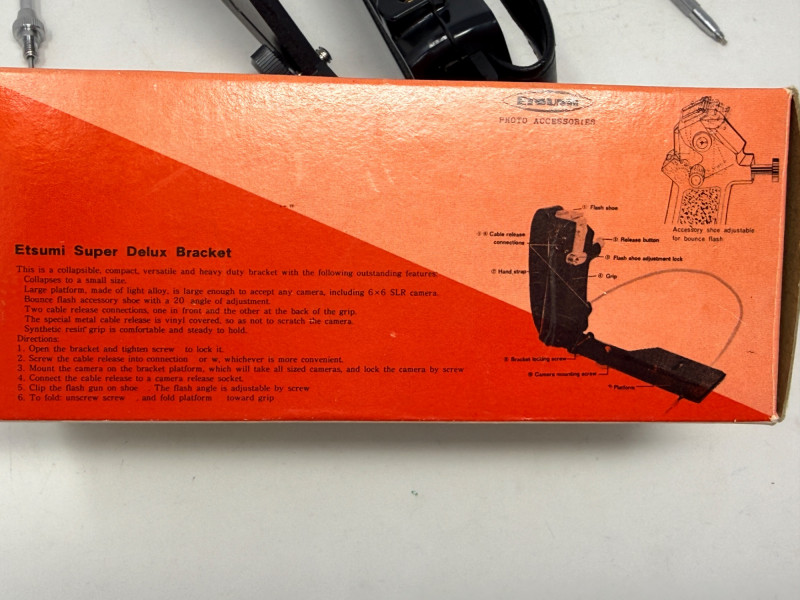 Etsumi
PHOTO ACCESSORIES
Accessory shoe adjustable
for bounce flash
Flash shoe
Cable release
connections
Release button
Flash shoe adjustment lock
Hand strap
Grip
Bracket locking screw
Camera mounting screw
Platform
Etsumi Super Delux Bracket
This is a collapsible, compact, versatile and heavy duty bracket with the following outstanding features.
Collapses to a small size.
Large platform, made of light alloy, is large enough to accept any camera, including 6×6 SLR camera.
Bounce flash accessory shoe with a 20 angle of adjustment.
Two cable release connections, one in front and the other at the back of the grip.
The special metal cable release is vinyl covered, so as not to scratch the camera.
Synthetic resin grip is comfortable and steady to hold.
Directions:
1. Open the bracket and tighten screw to lock it.
2. Screw the cable release into connection or w, whichever is more convenient.
3. Mount the camera on the bracket platform, which will take all sized cameras, and lock the camera by screw
4. Connect the cable release to a camera release socket.
5. Clip the flash gun on shoe . The flash angle is adjustable by screw
6. To fold: unscrew screw , and fold platform toward grip